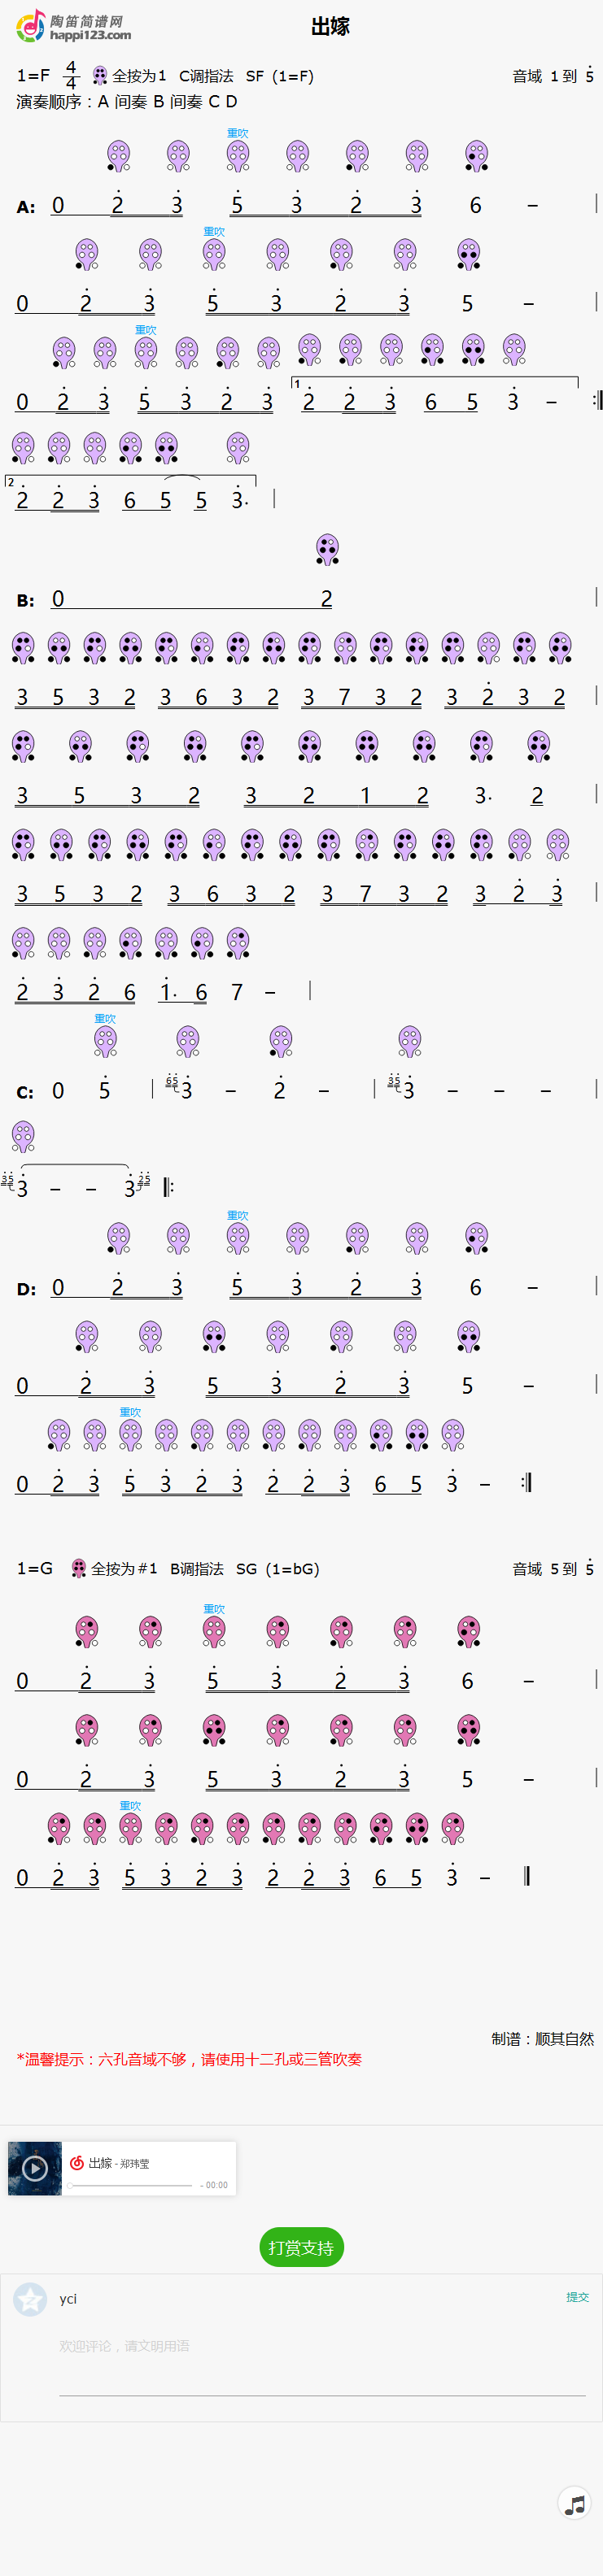 陶笛简谱网
happi123.com
出嫁
1=F 4/4 全按为1 C调指法 SF (1=F) 音域 1 到 5̇
演奏顺序：A 间奏 B 间奏 C D
重吹
A: 0 2̇ 3̇ 5̇ 3̇ 2̇ 3̇ 6 – |
重吹
0 2̇ 3̇ 5̇ 3̇ 2̇ 3̇ 5 – |
重吹
0 2̇ 3̇ 5̇ 3̇ 2̇ 3̇ 1 2̇ 2̇ 3̇ 6 5 3̇ – :|
2 2̇ 2̇ 3̇ 6 5 5 3̇· |
B: 0 2 |
3 5 3 2 3 6 3 2 3 7 3 2 3 2̇ 3 2 |
3 5 3 2 3 2 1 2 3· 2 |
3 5 3 2 3 6 3 2 3 7 3 2 3 2̇ 3̇ |
2̇ 3̇ 2̇ 6 1̇· 6 7 – |
重吹
C: 0 5̇ | 6̇5̇ 3̇ – 2̇ – | 3̇5̇ 3̇ – – – |
3̇5̇ 3̇ – – 3̇ 2̇5̇ |:
重吹
D: 0 2̇ 3̇ 5̇ 3̇ 2̇ 3̇ 6 – |
0 2̇ 3̇ 5 3̇ 2̇ 3̇ 5 – |
重吹
0 2̇ 3̇ 5̇ 3̇ 2̇ 3̇ 2̇ 2̇ 3̇ 6 5 3̇ – :|
1=G 全按为#1 B调指法 SG (1=bG) 音域 5 到 5̇
重吹
0 2̇ 3̇ 5̇ 3̇ 2̇ 3̇ 6 – |
0 2̇ 3̇ 5 3̇ 2̇ 3̇ 5 – |
重吹
0 2̇ 3̇ 5̇ 3̇ 2̇ 3̇ 2̇ 2̇ 3̇ 6 5 3̇ – ‖
制谱：顺其自然
*温馨提示：六孔音域不够，请使用十二孔或三管吹奏
出嫁 - 郑玮莹
- 00:00
打赏支持
yci 提交
欢迎评论，请文明用语